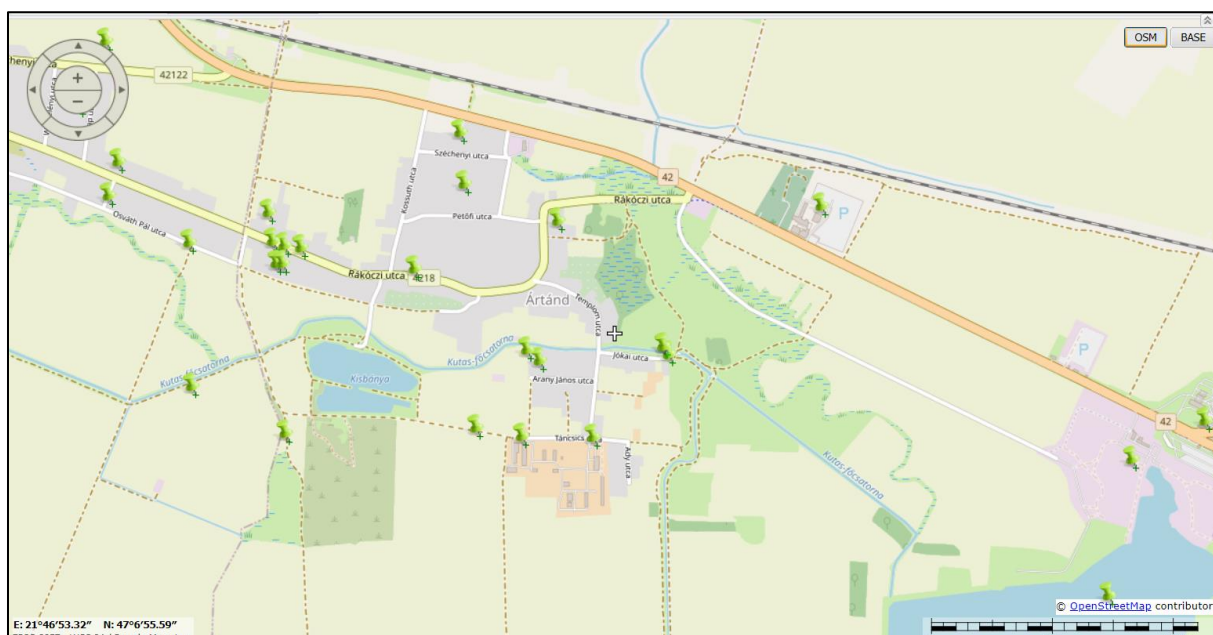 OSM BASE
42122
Széchenyi utca
42
Kossuth utca
Rákóczi utca
Petőfi utca
Osváth Pál utca
P
Rákóczi utca
Ártánd
Templom utca
Jókai utca
Kutas-főcsatorna
Kutas-főcsatorna
Kisbánya
Arany János utca
P
42
Táncsics
Ady utca
Kutas-főcsatorna
© OpenStreetMap contributor
E: 21°46'53.32" N: 47°6'55.59"